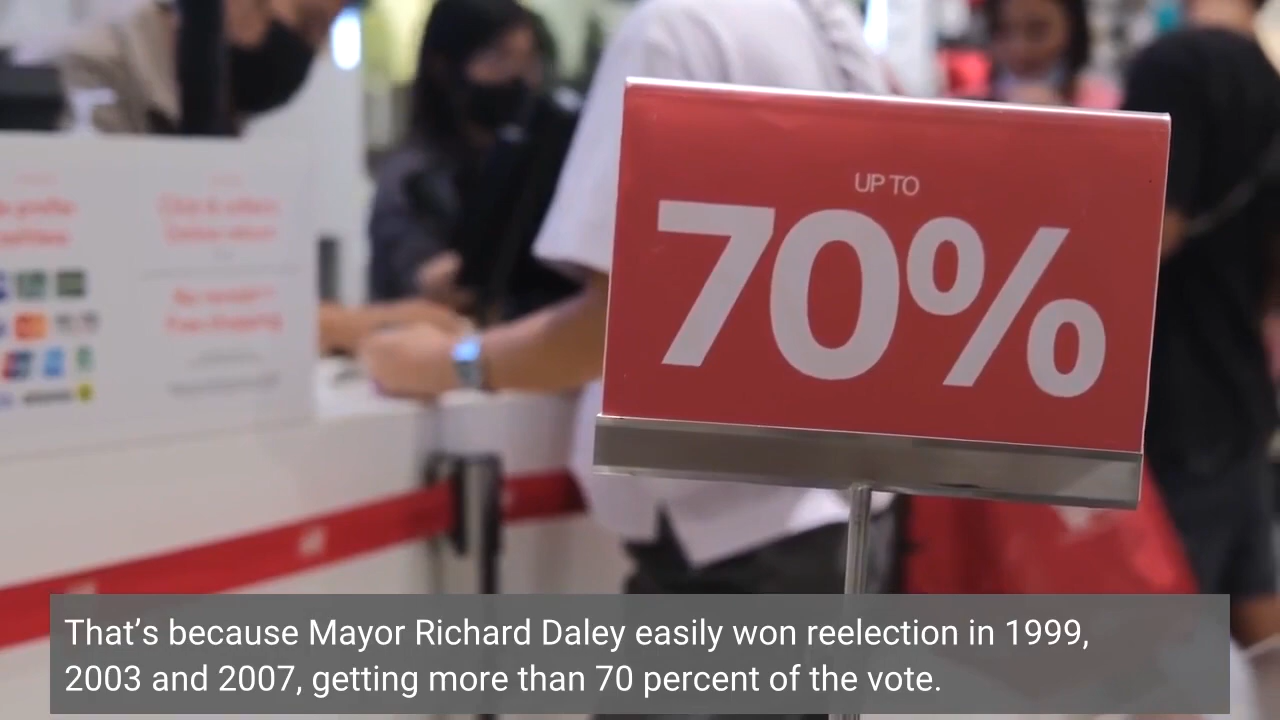 UP TO
70%
That’s because Mayor Richard Daley easily won reelection in 1999,
2003 and 2007, getting more than 70 percent of the vote.